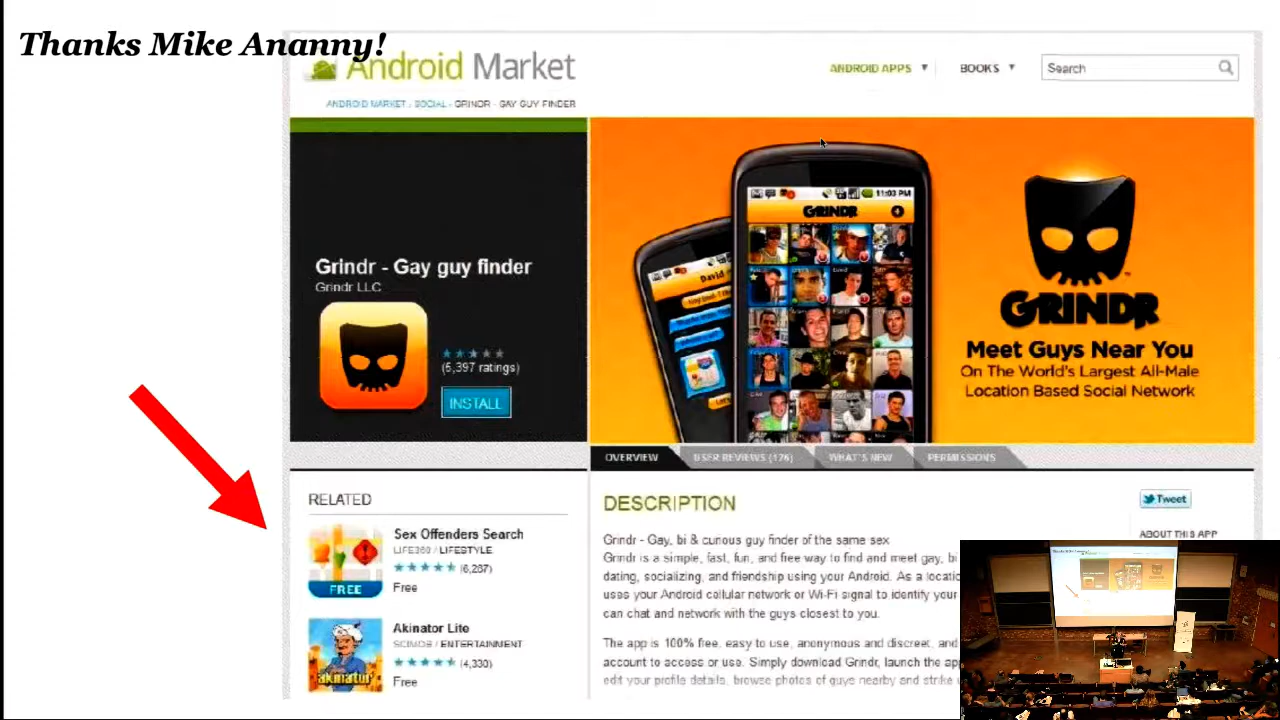 Thanks Mike Ananny!
Android Market
ANDROID APPS
BOOKS
Search
ANDROID MARKET › SOCIAL › GRINDR - GAY GUY FINDER
Grindr - Gay guy finder
Grindr LLC
(5,397 ratings)
INSTALL
11:03 PM
GRINDR
David
GRINDR
Meet Guys Near You
On The World's Largest All-Male
Location Based Social Network
OVERVIEW
USER REVIEWS (176)
WHAT'S NEW
PERMISSIONS
RELATED
Sex Offenders Search
LIFE360 / LIFESTYLE
(6,287)
FREE
Free
Akinator Lite
SCIMOB / ENTERTAINMENT
(4,330)
akinator
Free
DESCRIPTION
Tweet
ABOUT THIS APP
Grindr - Gay, bi & curious guy finder of the same sex
Grindr is a simple, fast, fun, and free way to find and meet gay, bi
dating, socializing, and friendship using your Android. As a locatio
uses your Android cellular network or Wi-Fi signal to identify your
can chat and network with the guys closest to you.
The app is 100% free, easy to use, anonymous and discreet, and
account to access or use. Simply download Grindr, launch the app
edit your profile details, browse photos of guys nearby and strike